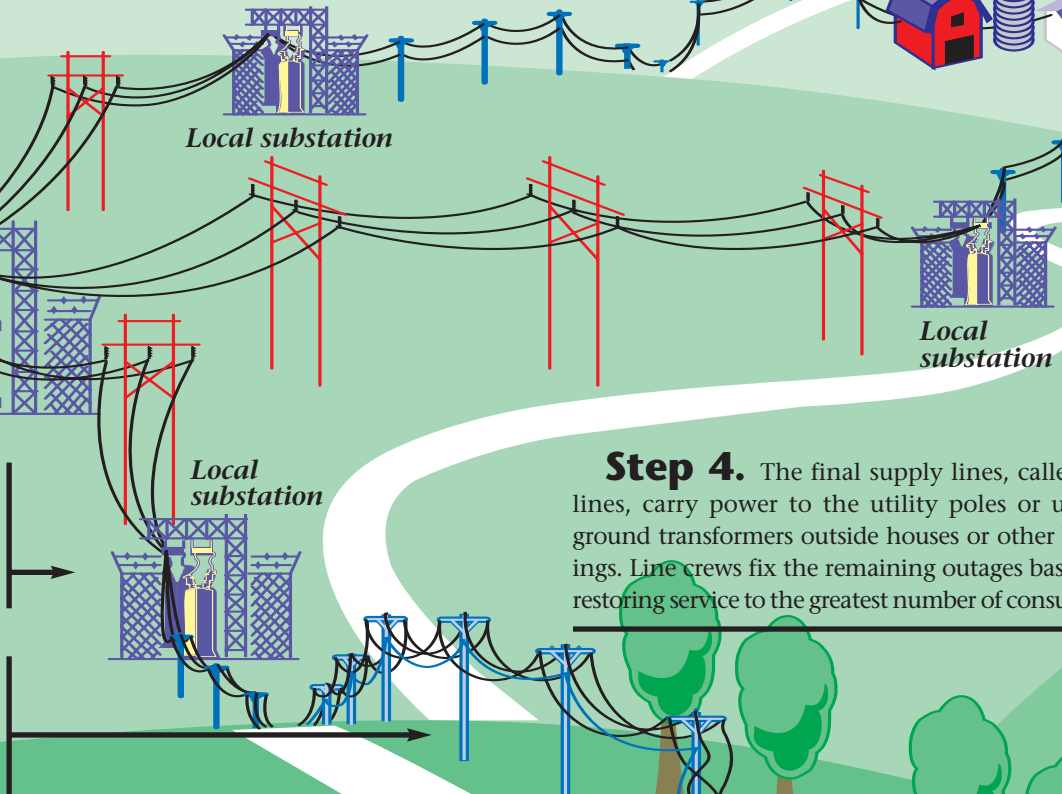 Local substation
Local
substation
Local
substation
Step 4. The final supply lines, calle
lines, carry power to the utility poles or u
ground transformers outside houses or other
ings. Line crews fix the remaining outages bas
restoring service to the greatest number of consu